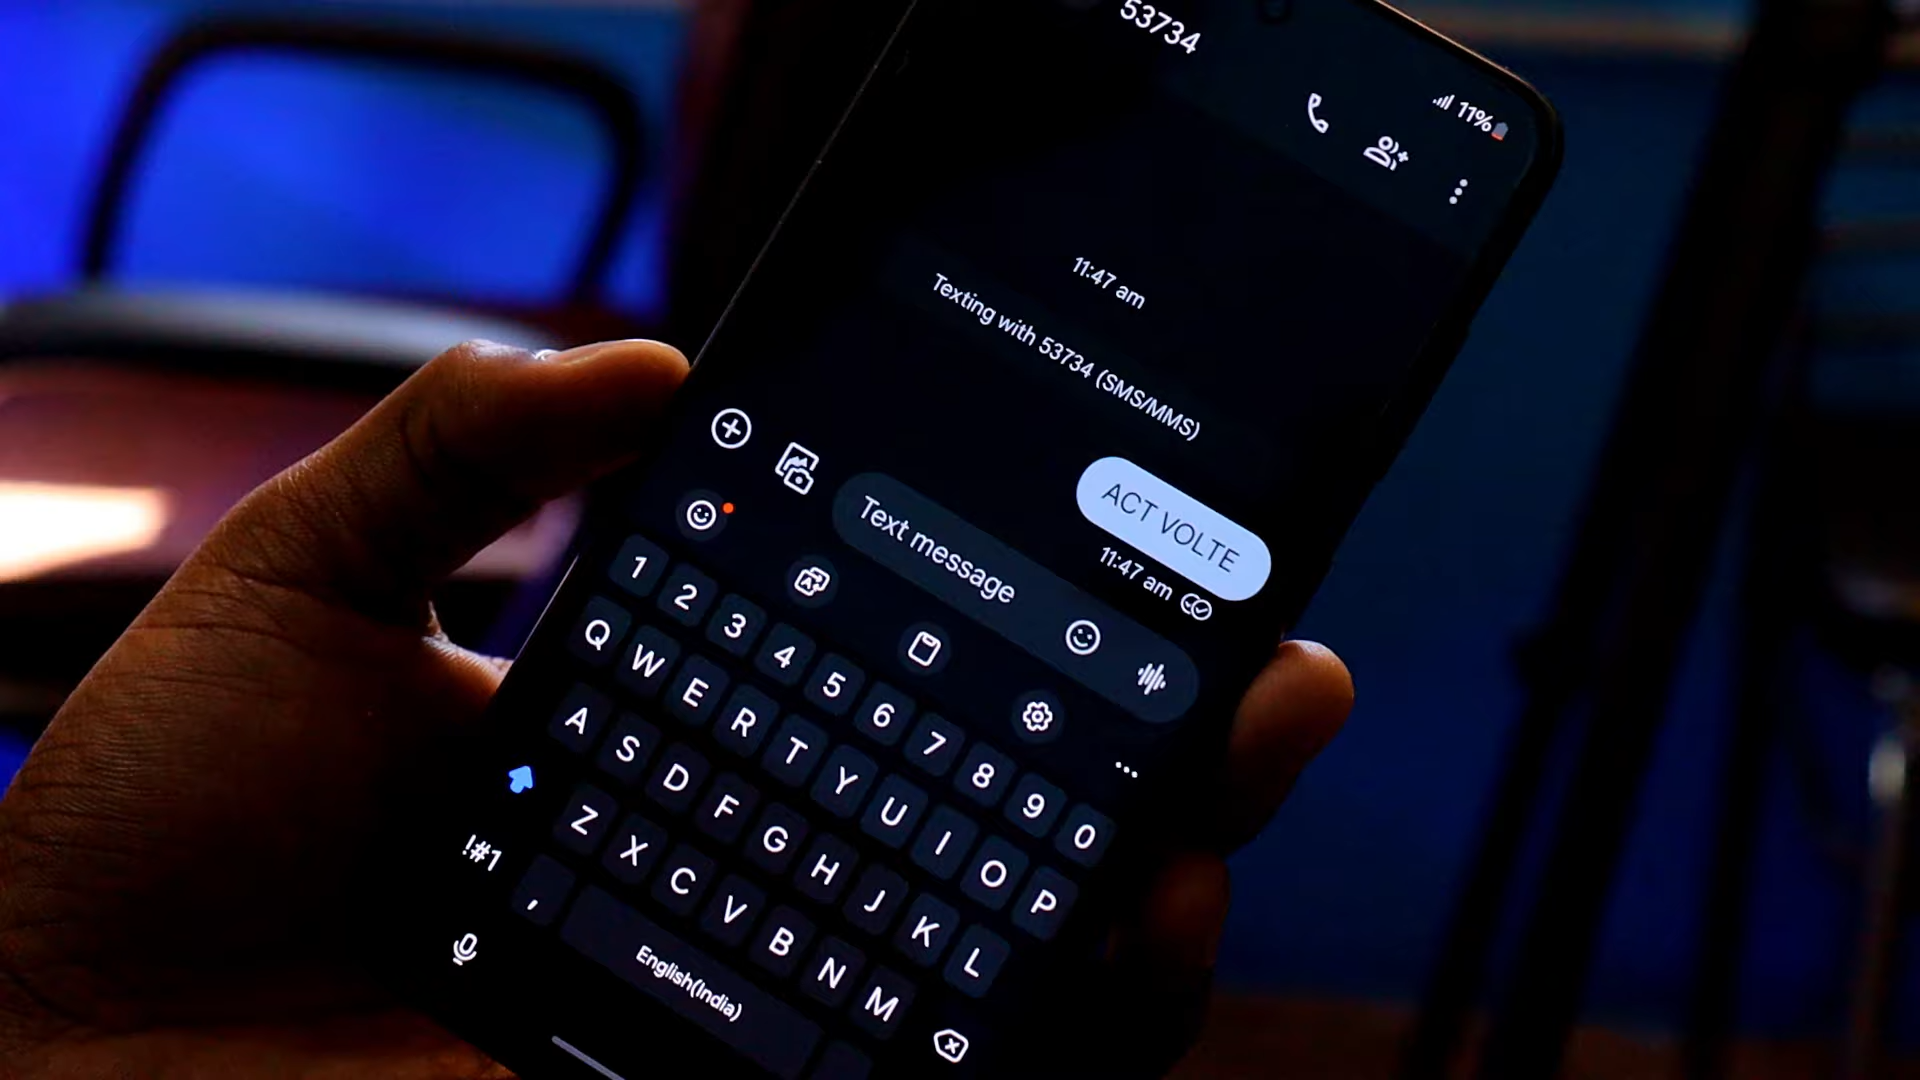 53734
11%
11:47 am
Texting with 53734 (SMS/MMS)
ACT VOLTE
11:47 am
Text message
1 2 3 4 5 6 7 8 9 0
Q W E R T Y U I O P
A S D F G H J K L
Z X C V B N M
!#1
,
English(India)